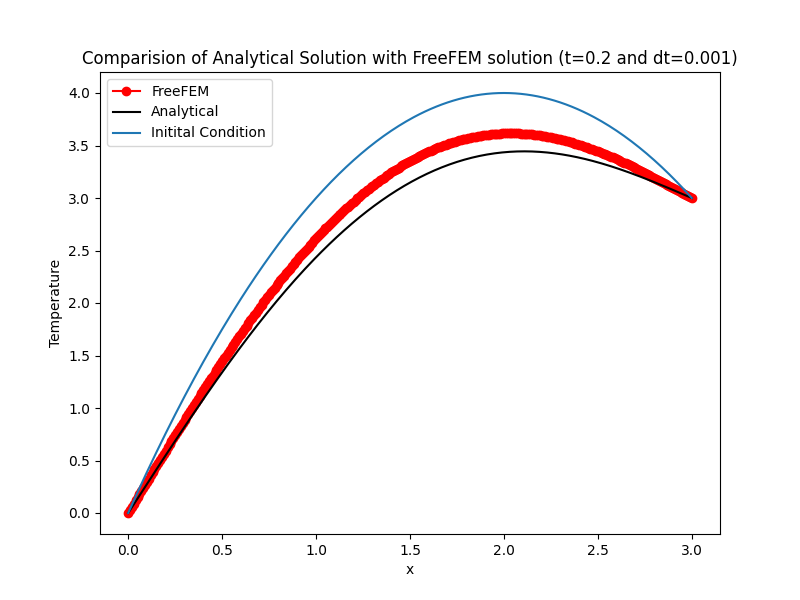 Comparision of Analytical Solution with FreeFEM solution (t=0.2 and dt=0.001)
FreeFEM
Analytical
Initital Condition
4.0
3.5
3.0
2.5
2.0
1.5
1.0
0.5
0.0
Temperature
0.0 0.5 1.0 1.5 2.0 2.5 3.0
x